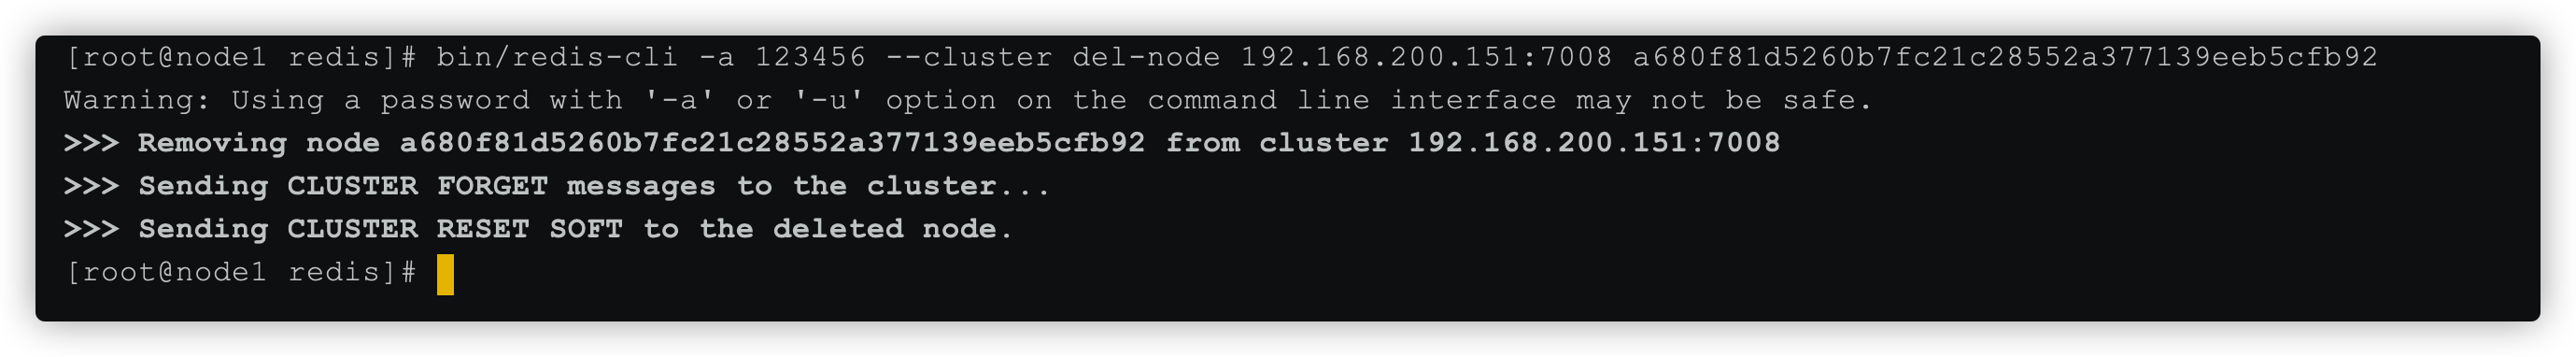 [root@node1 redis]# bin/redis-cli -a 123456 --cluster del-node 192.168.200.151:7008 a680f81d5260b7fc21c28552a377139eeb5cfb92
Warning: Using a password with '-a' or '-u' option on the command line interface may not be safe.
>>> Removing node a680f81d5260b7fc21c28552a377139eeb5cfb92 from cluster 192.168.200.151:7008
>>> Sending CLUSTER FORGET messages to the cluster...
>>> Sending CLUSTER RESET SOFT to the deleted node.
[root@node1 redis]#